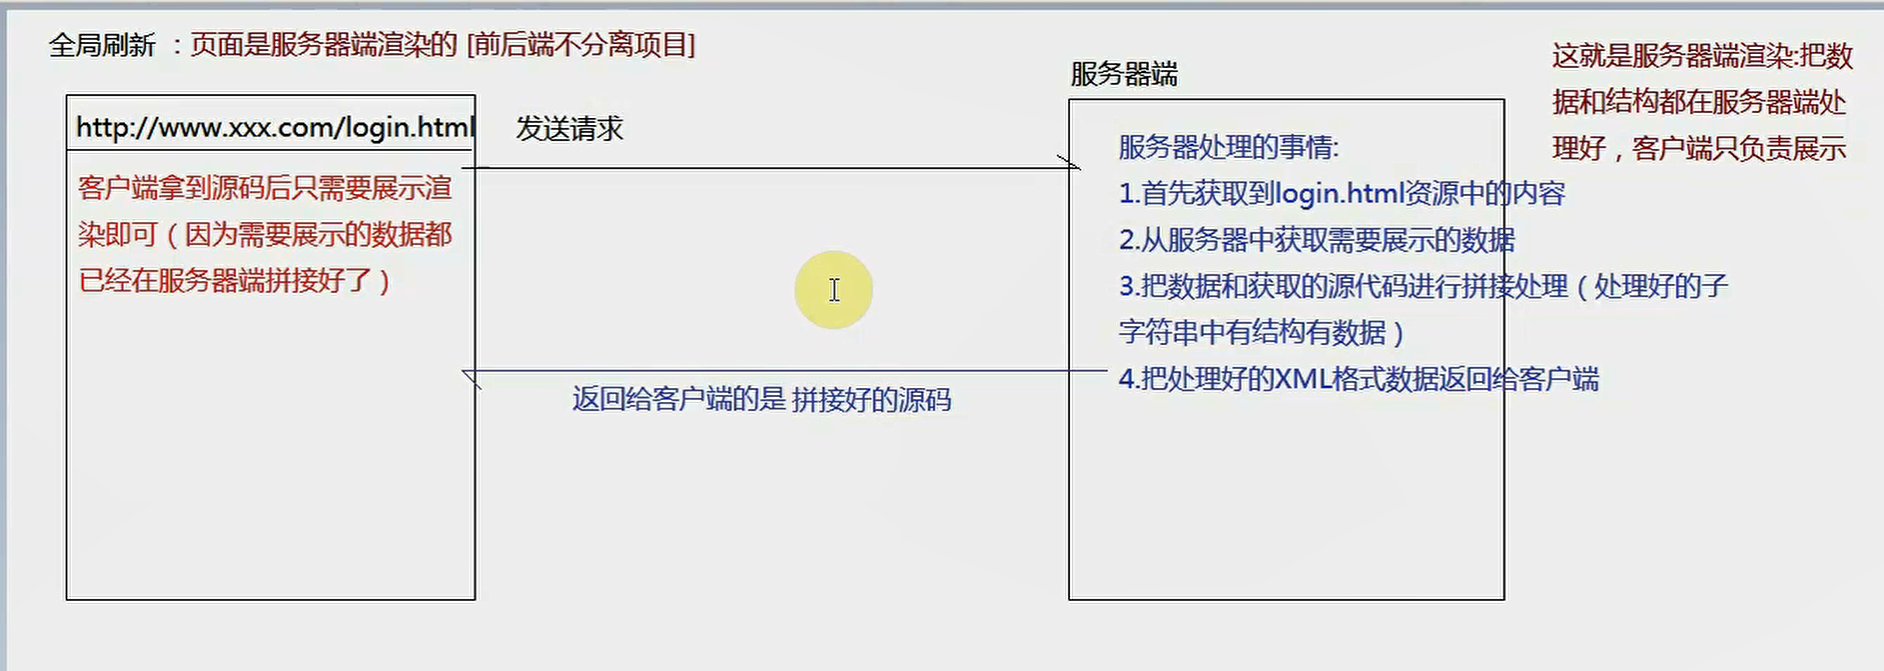 全局刷新 ：页面是服务器端渲染的 [前后端不分离项目]
http://www.xxx.com/login.html
客户端拿到源码后只需要展示渲
染即可（因为需要展示的数据都
已经在服务器端拼接好了）
发送请求
返回给客户端的是 拼接好的源码
服务器端
服务器处理的事情:
1.首先获取到login.html资源中的内容
2.从服务器中获取需要展示的数据
3.把数据和获取的源代码进行拼接处理（处理好的子
字符串中有结构有数据）
4.把处理好的XML格式数据返回给客户端
这就是服务器端渲染:把数
据和结构都在服务器端处
理好，客户端只负责展示